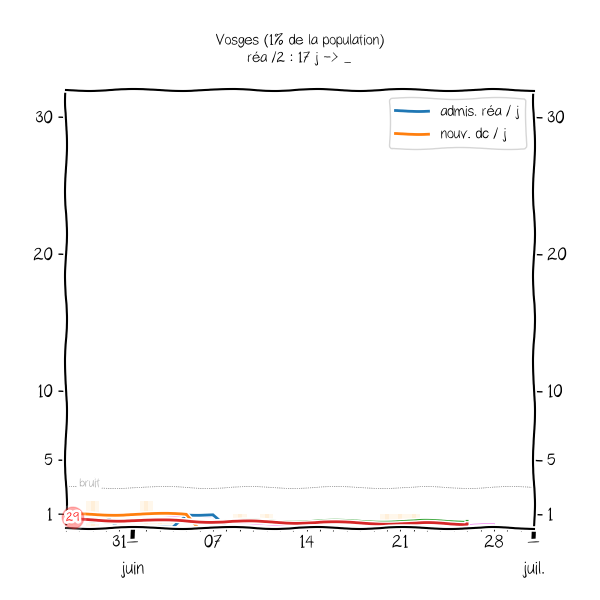 Vosges (1% de la population)
réa /2 : 17 j -> _
30
30
admis. réa / j
nouv. dc / j
20
20
10
10
5
5
bruit
1
29
1
31
07
14
21
28
juin
juil.